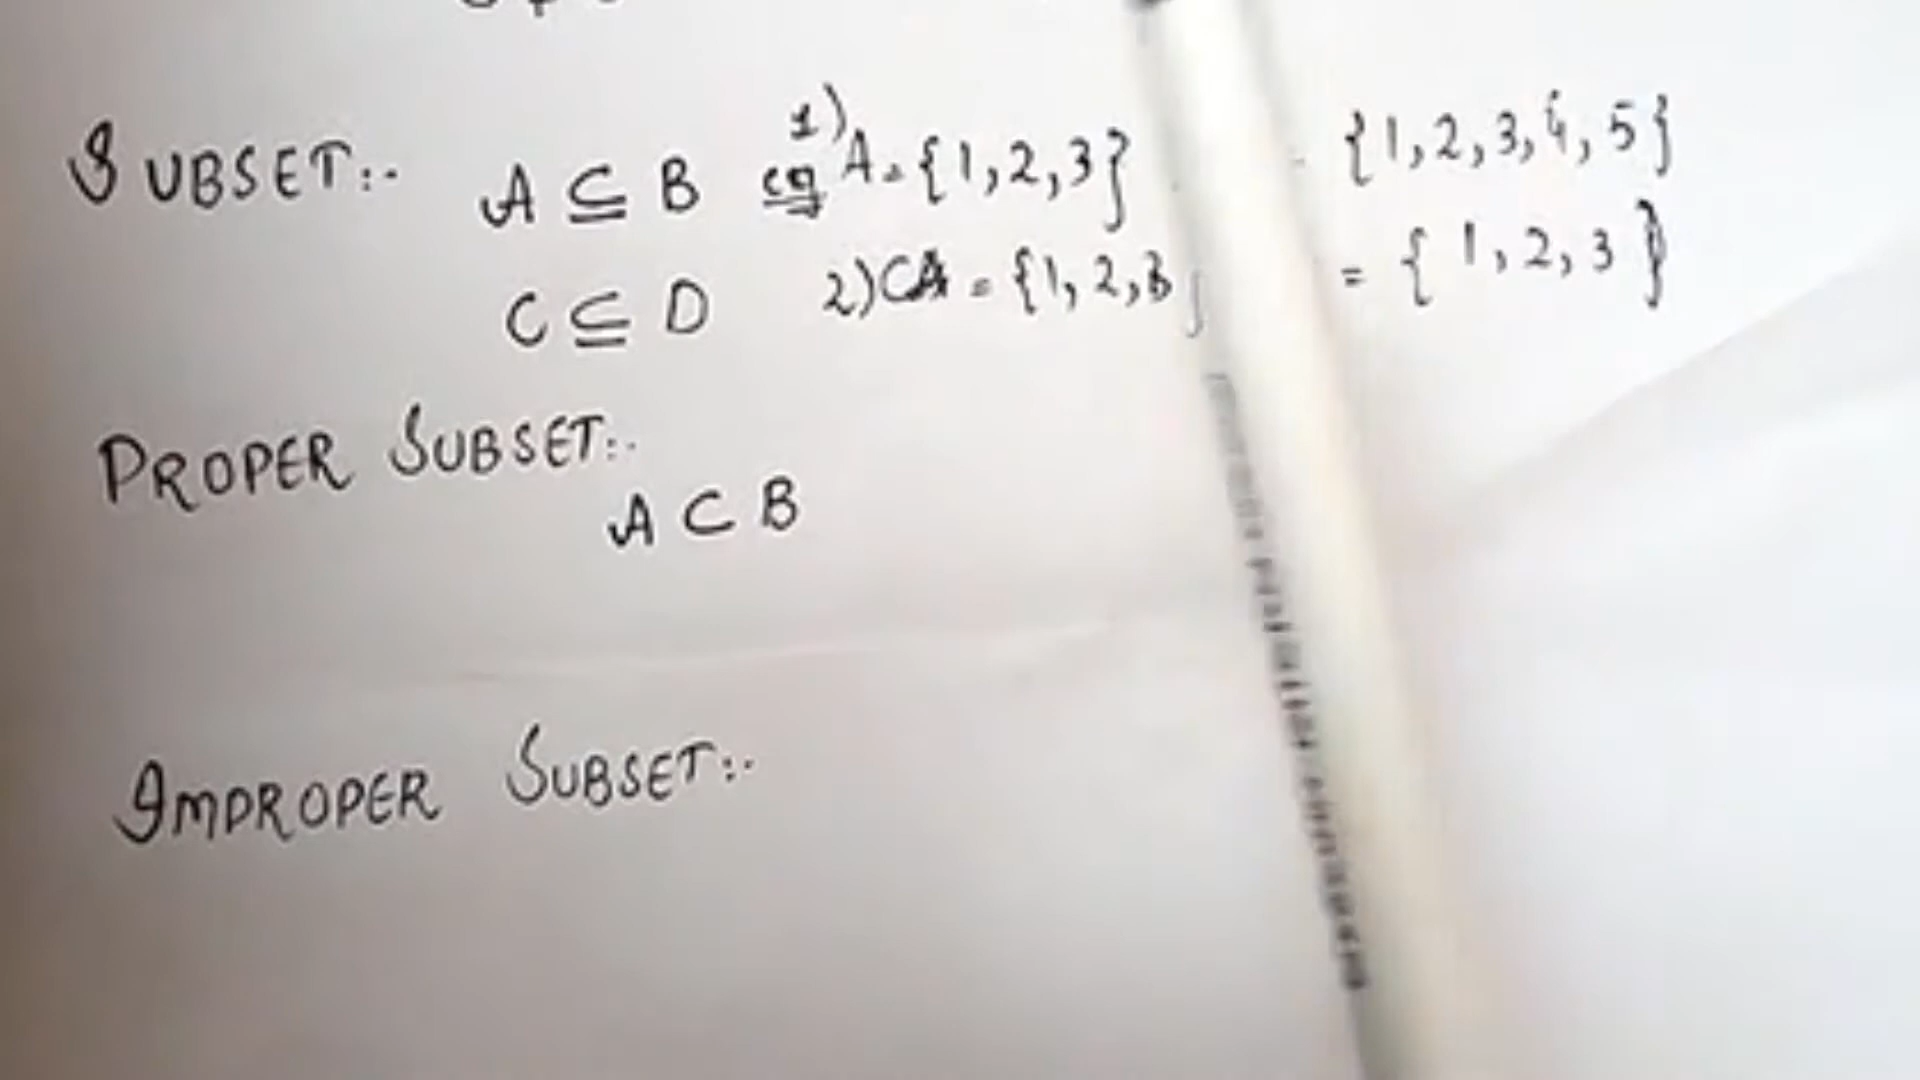 SUBSET:- A ⊆ B eg 1) A = {1,2,3} {1,2,3,4,5}
C ⊆ D 2) C = {1,2,3} = {1,2,3}
PROPER SUBSET:-
A ⊂ B
IMPROPER SUBSET:-